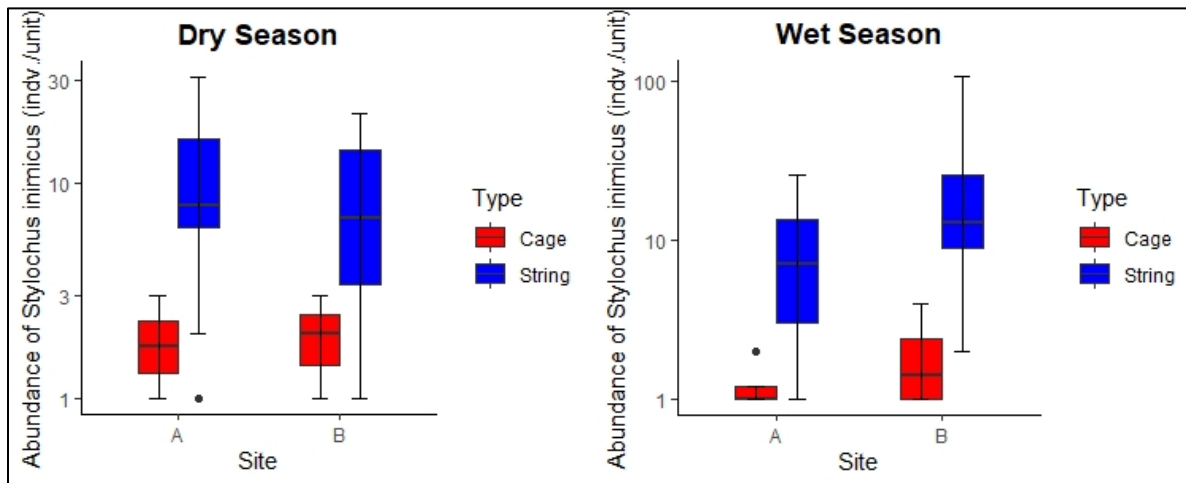 Dry Season
Abundance of Stylochus inimicus (indv./unit)
30
10
3
1
A
B
Site
Type
Cage
String
Wet Season
Abundance of Stylochus inimicus (indv./unit)
100
10
1
A
B
Site
Type
Cage
String